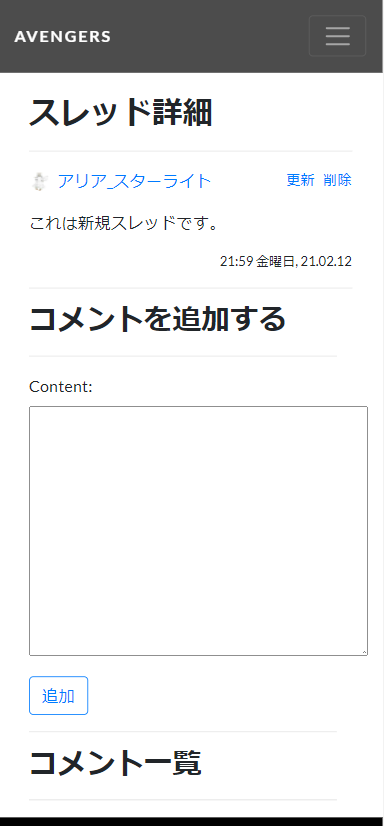 AVENGERS
スレッド詳細
アリア_スターライト 更新 削除
これは新規スレッドです。
21:59 金曜日, 21.02.12
コメントを追加する
Content:
追加
コメント一覧